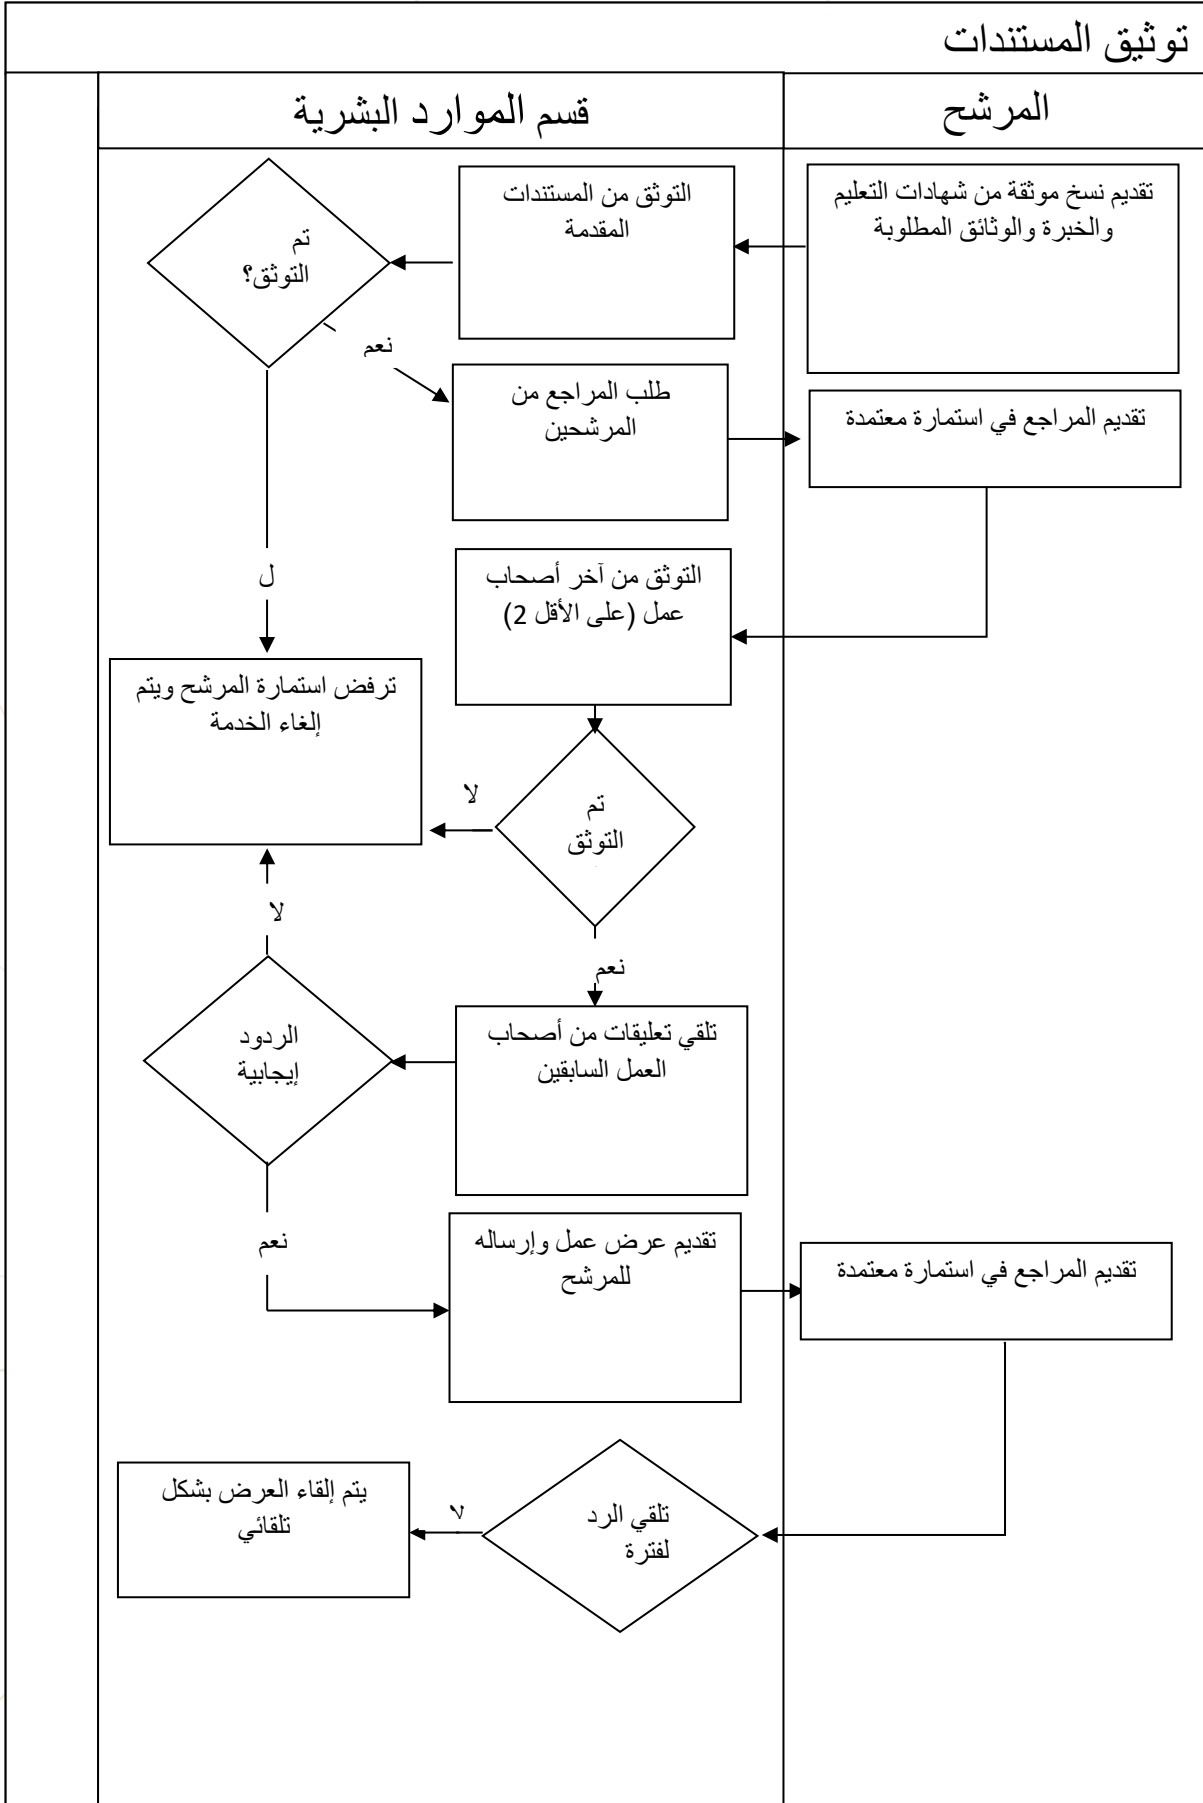 توثيق المستندات
المرشح
قسم الموارد البشرية
تقديم نسخ موثقة من شهادات التعليم
والخبرة والوثائق المطلوبة
التوثق من المستندات
المقدمة
تم
التوثق؟
نعم
طلب المراجع من
المرشحين
تقديم المراجع في استمارة معتمدة
ل
التوثق من آخر أصحاب
عمل (على الأقل 2)
ترفض استمارة المرشح ويتم
إلغاء الخدمة
لا
تم
التوثق
لا
نعم
تلقي تعليقات من أصحاب
العمل السابقين
الردود
إيجابية
نعم
تقديم عرض عمل وإرساله
للمرشح
تقديم المراجع في استمارة معتمدة
تلقي الرد
لفترة
لا
يتم إلقاء العرض بشكل
تلقائي